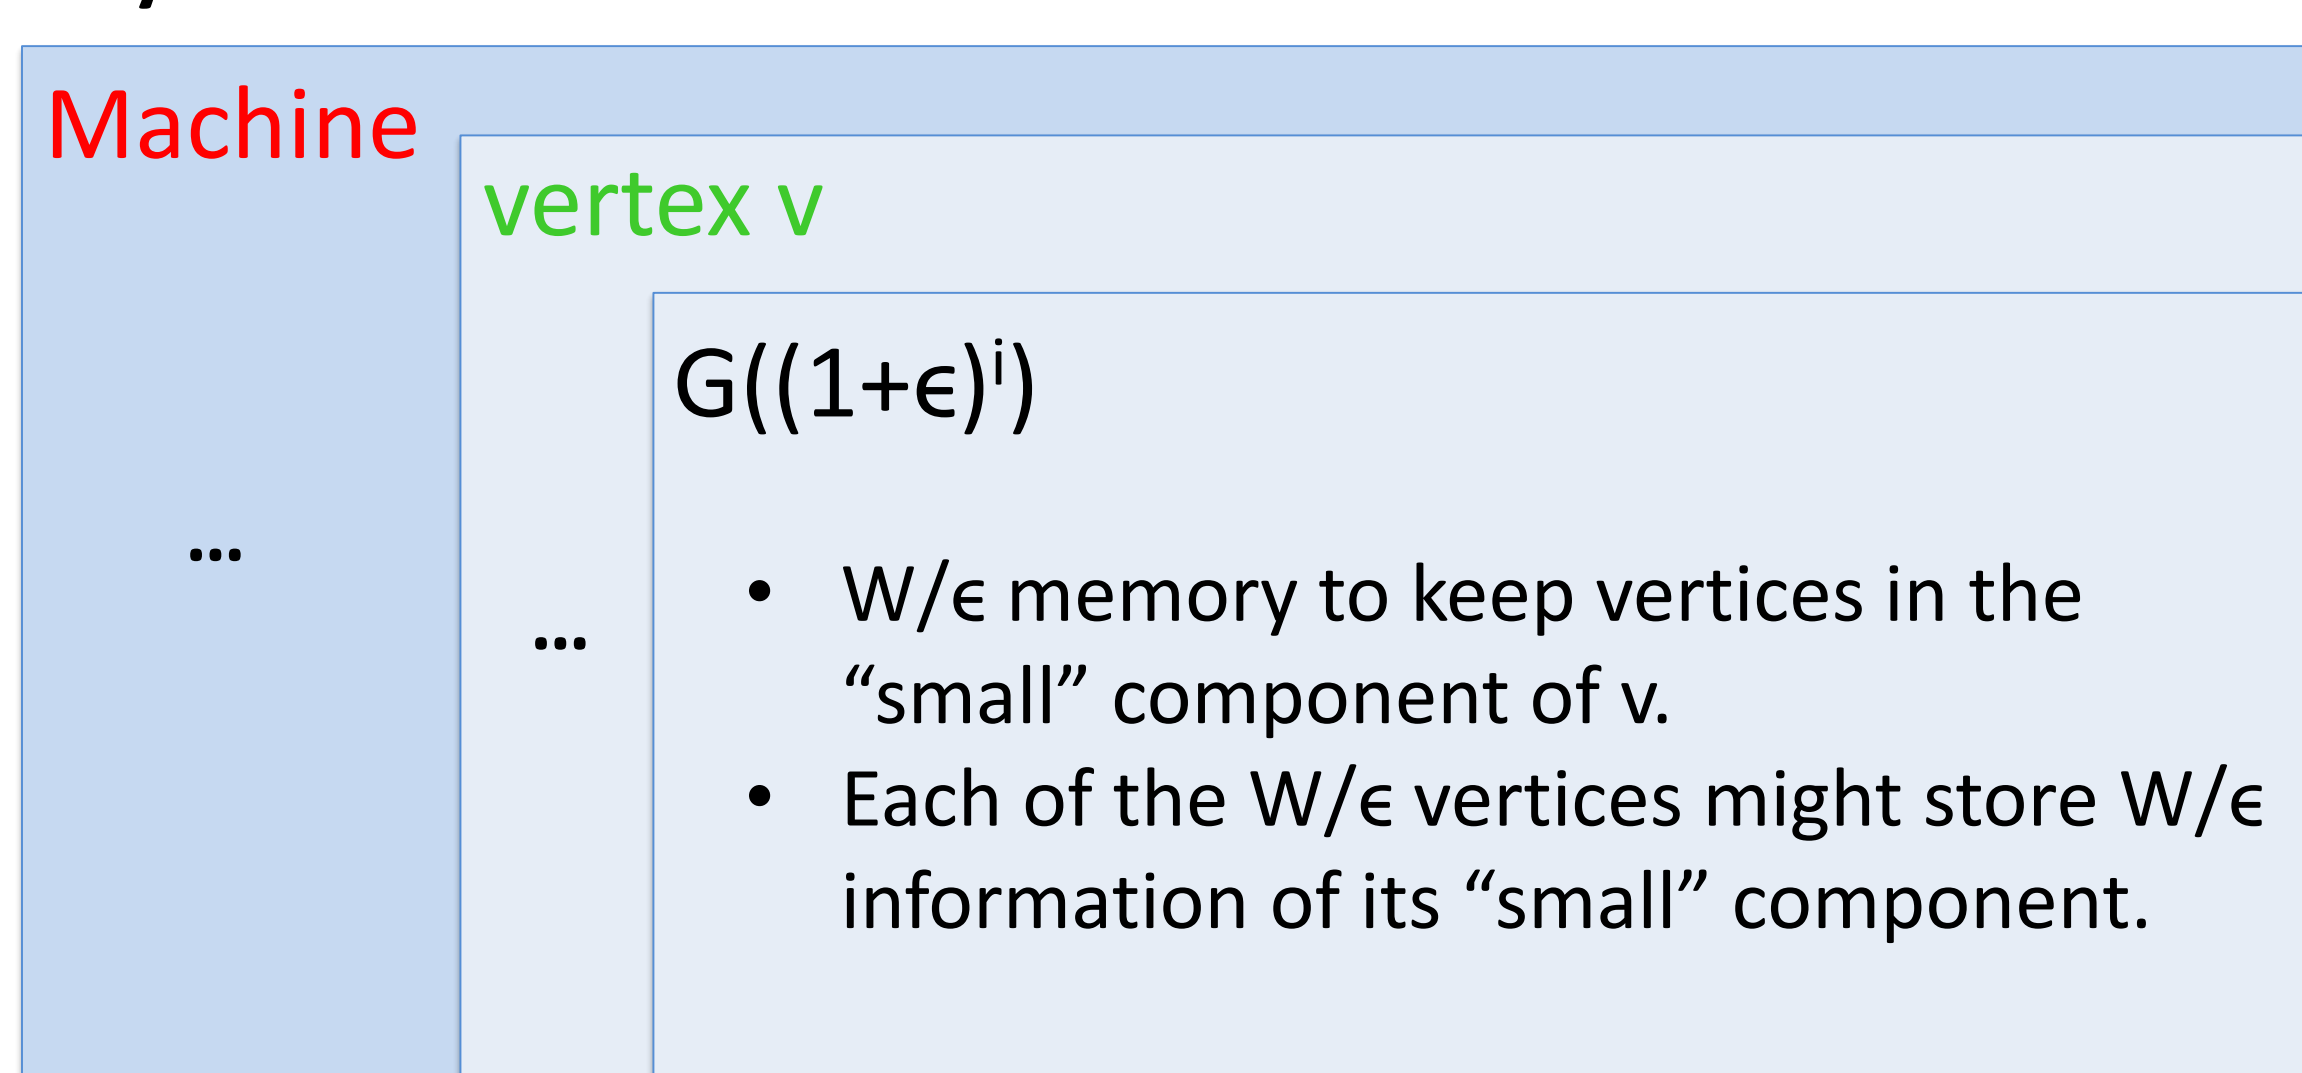 Machine
vertex v
G((1+ϵ)ⁱ)
...
• W/ϵ memory to keep vertices in the
...
“small” component of v.
• Each of the W/ϵ vertices might store W/ϵ
information of its “small” component.